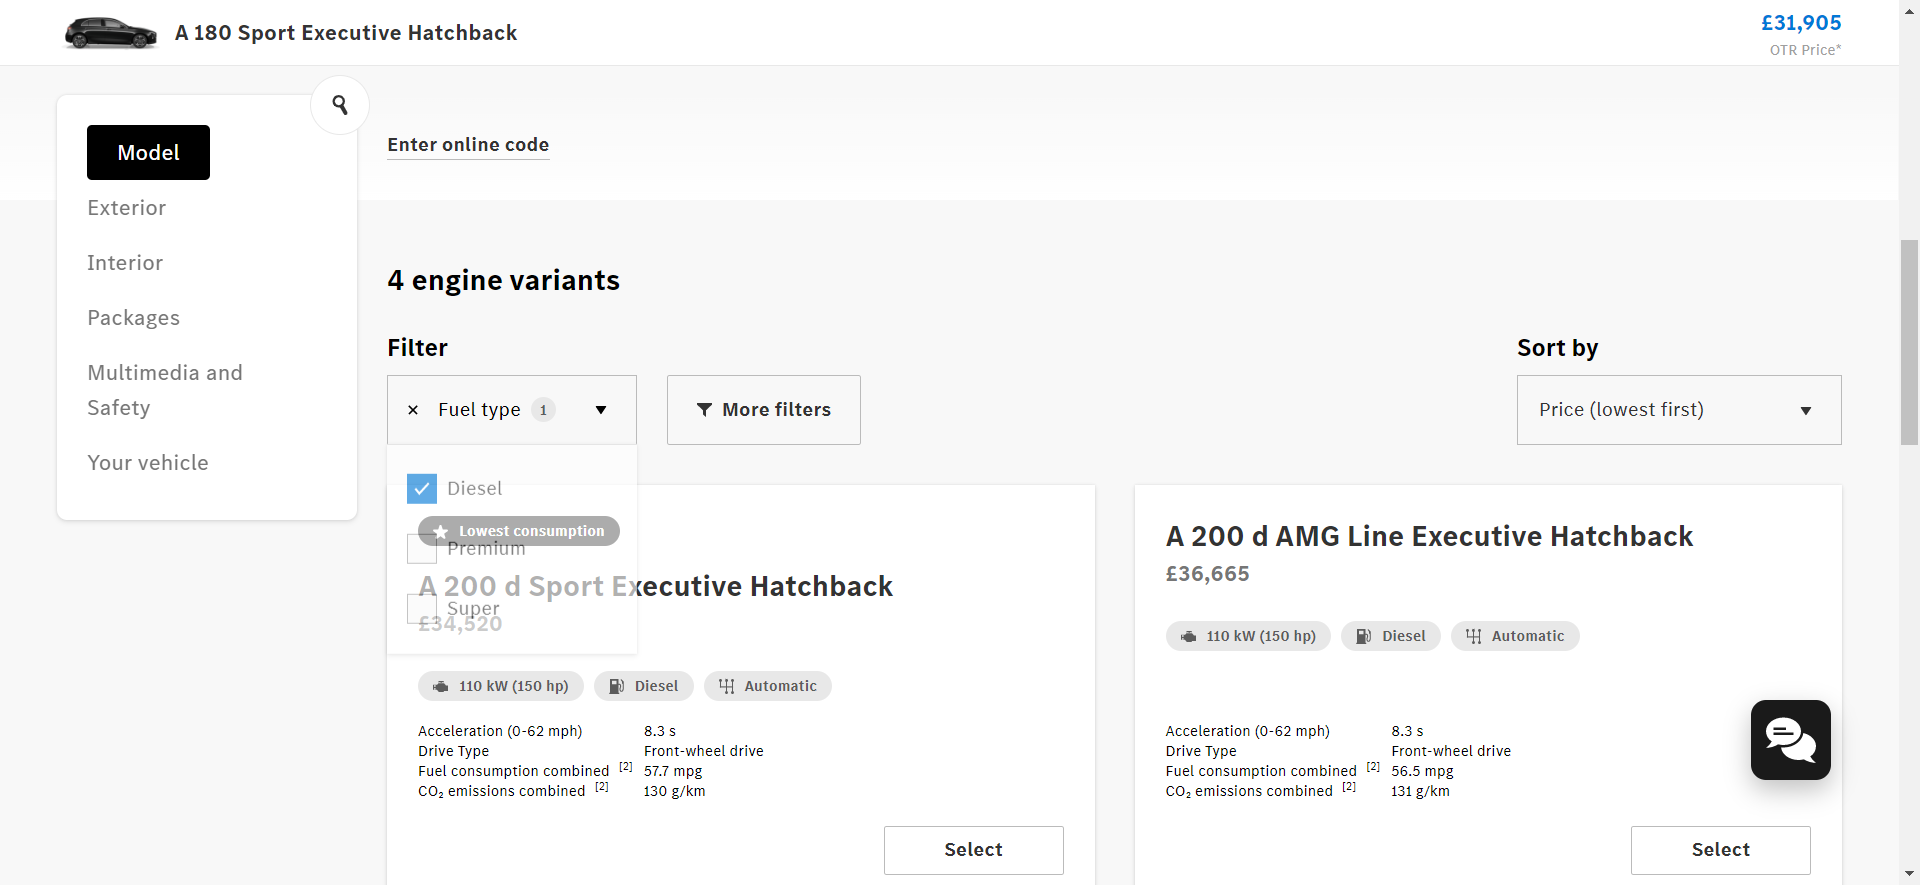 A 180 Sport Executive Hatchback
£31,905
OTR Price*
Model
Exterior
Interior
Packages
Multimedia and
Safety
Your vehicle
Enter online code
4 engine variants
Filter
Sort by
Fuel type 1
More filters
Price (lowest first)
Diesel
Premium
Super
Lowest consumption
A 200 d Sport Executive Hatchback
£34,520
110 kW (150 hp)
Diesel
Automatic
Acceleration (0-62 mph) 8.3 s
Drive Type Front-wheel drive
Fuel consumption combined [2] 57.7 mpg
CO₂ emissions combined [2] 130 g/km
Select
A 200 d AMG Line Executive Hatchback
£36,665
110 kW (150 hp)
Diesel
Automatic
Acceleration (0-62 mph) 8.3 s
Drive Type Front-wheel drive
Fuel consumption combined [2] 56.5 mpg
CO₂ emissions combined [2] 131 g/km
Select